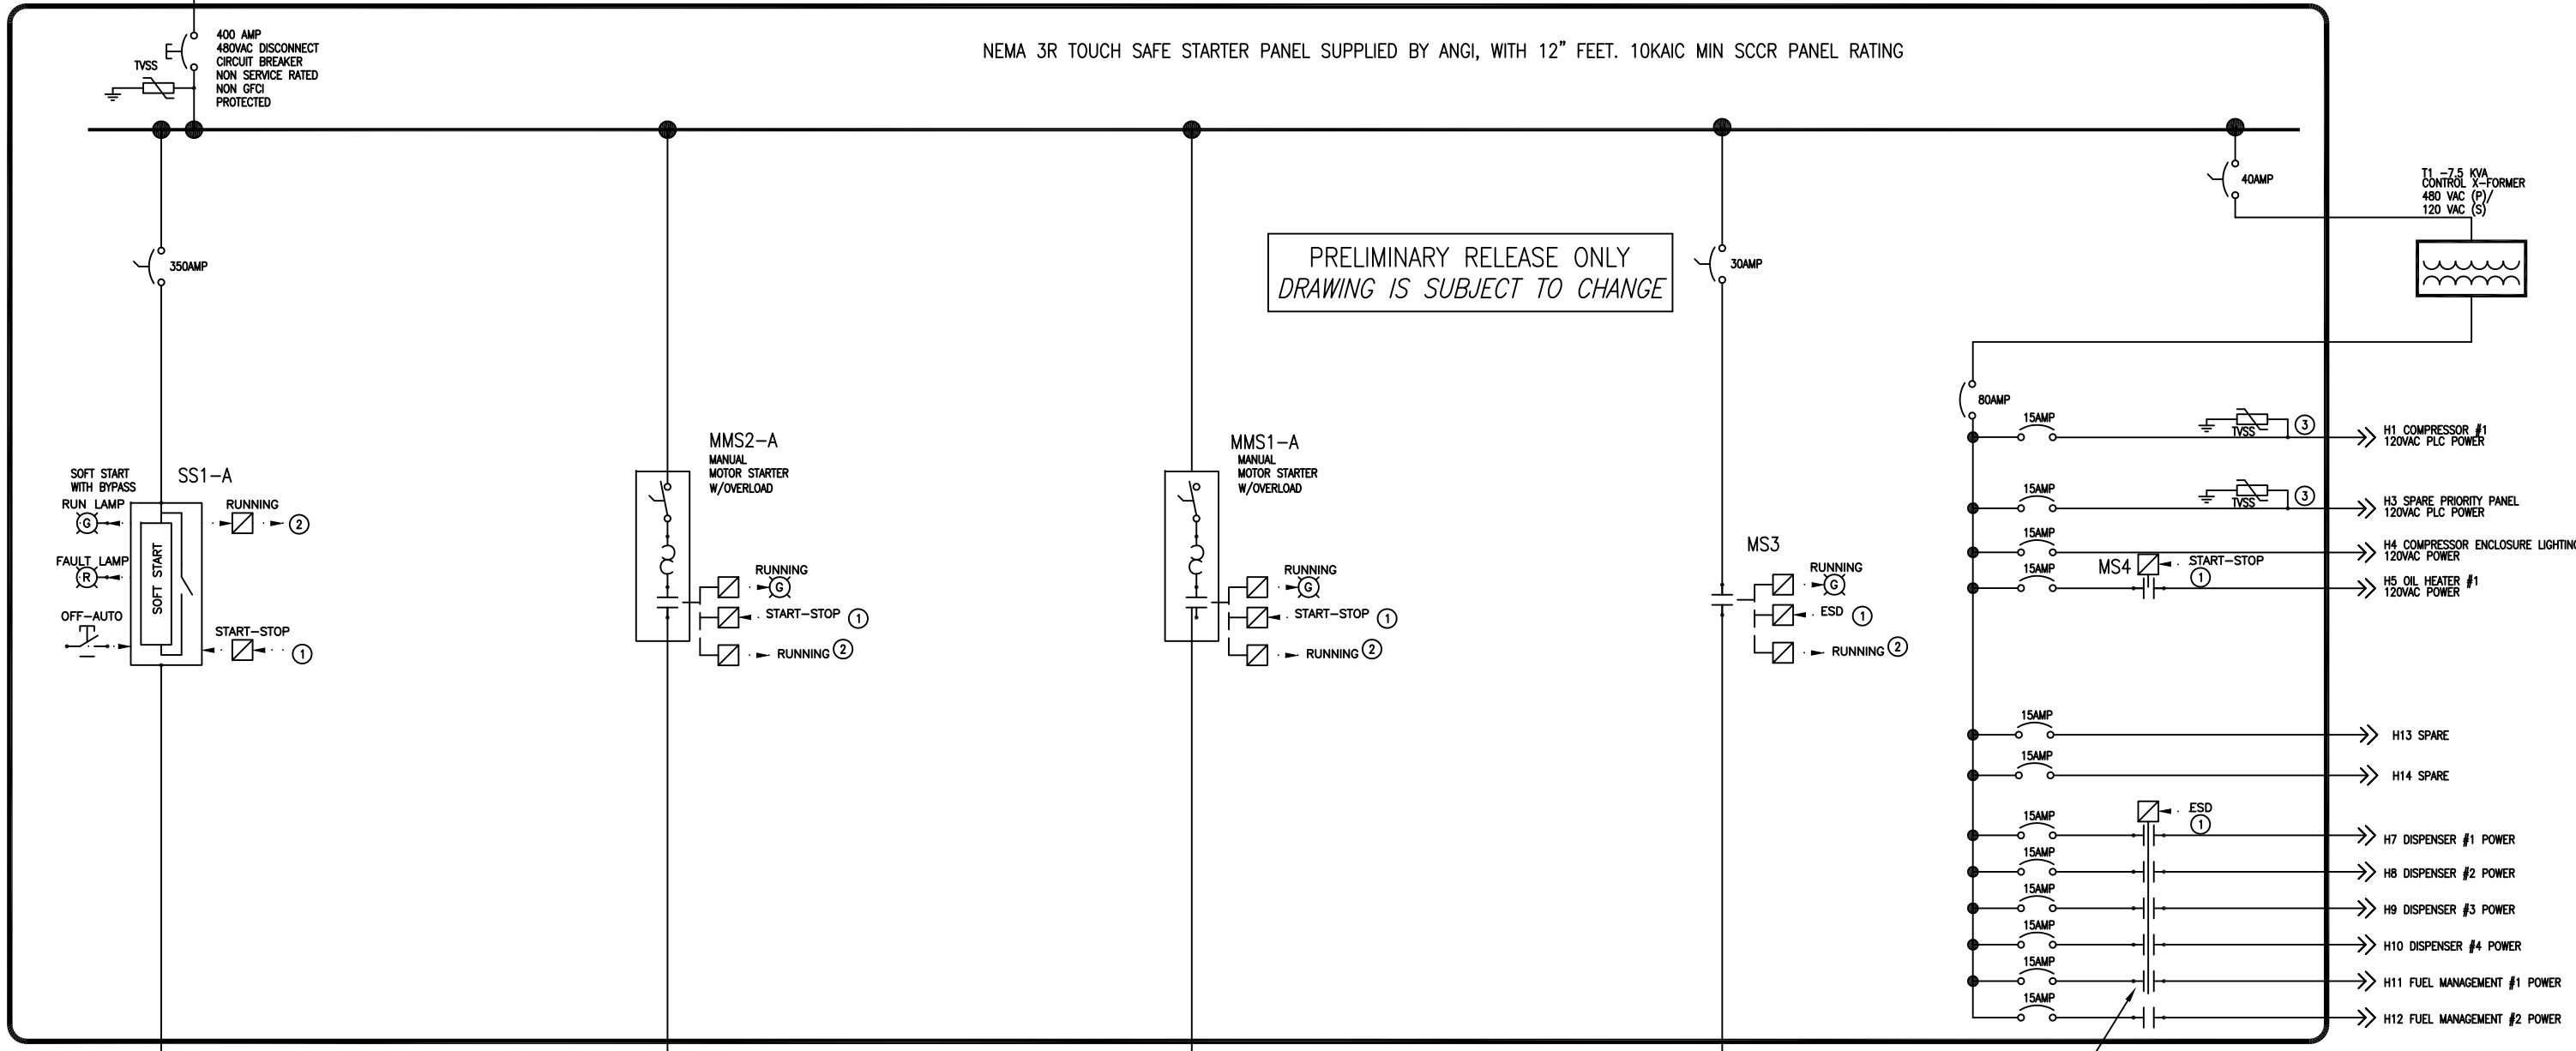 400 AMP
480VAC DISCONNECT
CIRCUIT BREAKER
NON SERVICE RATED
NON GFCI
PROTECTED
TVSS
NEMA 3R TOUCH SAFE STARTER PANEL SUPPLIED BY ANGI, WITH 12" FEET. 10KAIC MIN SCCR PANEL RATING
350AMP
PRELIMINARY RELEASE ONLY
DRAWING IS SUBJECT TO CHANGE
30AMP
40AMP
T1 -7.5 KVA
CONTROL X-FORMER
480 VAC (P)/
120 VAC (S)
80AMP
SOFT START
WITH BYPASS
SS1-A
RUN LAMP
G
RUNNING
2
FAULT LAMP
R
SOFT START
OFF-AUTO
START-STOP
1
MMS2-A
MANUAL
MOTOR STARTER
W/OVERLOAD
RUNNING
G
START-STOP 1
RUNNING 2
MMS1-A
MANUAL
MOTOR STARTER
W/OVERLOAD
RUNNING
G
START-STOP 1
RUNNING 2
MS3
RUNNING
G
ESD 1
RUNNING 2
15AMP
TVSS
3
H1 COMPRESSOR #1
120VAC PLC POWER
15AMP
TVSS
3
H3 SPARE PRIORITY PANEL
120VAC PLC POWER
15AMP
H4 COMPRESSOR ENCLOSURE LIGHTING
120VAC POWER
15AMP
MS4
START-STOP
1
H5 OIL HEATER #1
120VAC POWER
15AMP
H13 SPARE
15AMP
H14 SPARE
ESD
1
15AMP
H7 DISPENSER #1 POWER
15AMP
H8 DISPENSER #2 POWER
15AMP
H9 DISPENSER #3 POWER
15AMP
H10 DISPENSER #4 POWER
15AMP
H11 FUEL MANAGEMENT #1 POWER
15AMP
H12 FUEL MANAGEMENT #2 POWER